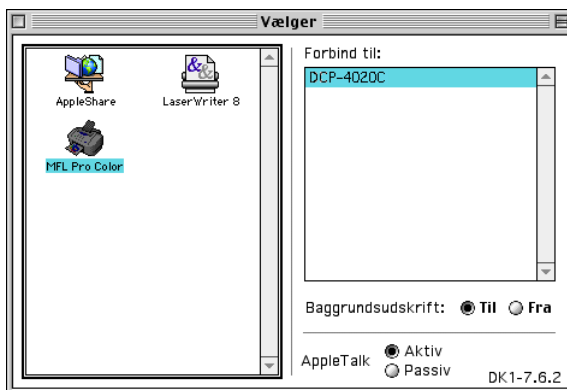 Vælger
AppleShare
LaserWriter 8
MFL Pro Color
Forbind til:
DCP-4020C
Baggrundsudskrift: Til Fra
AppleTalk Aktiv
Passiv
DK1-7.6.2